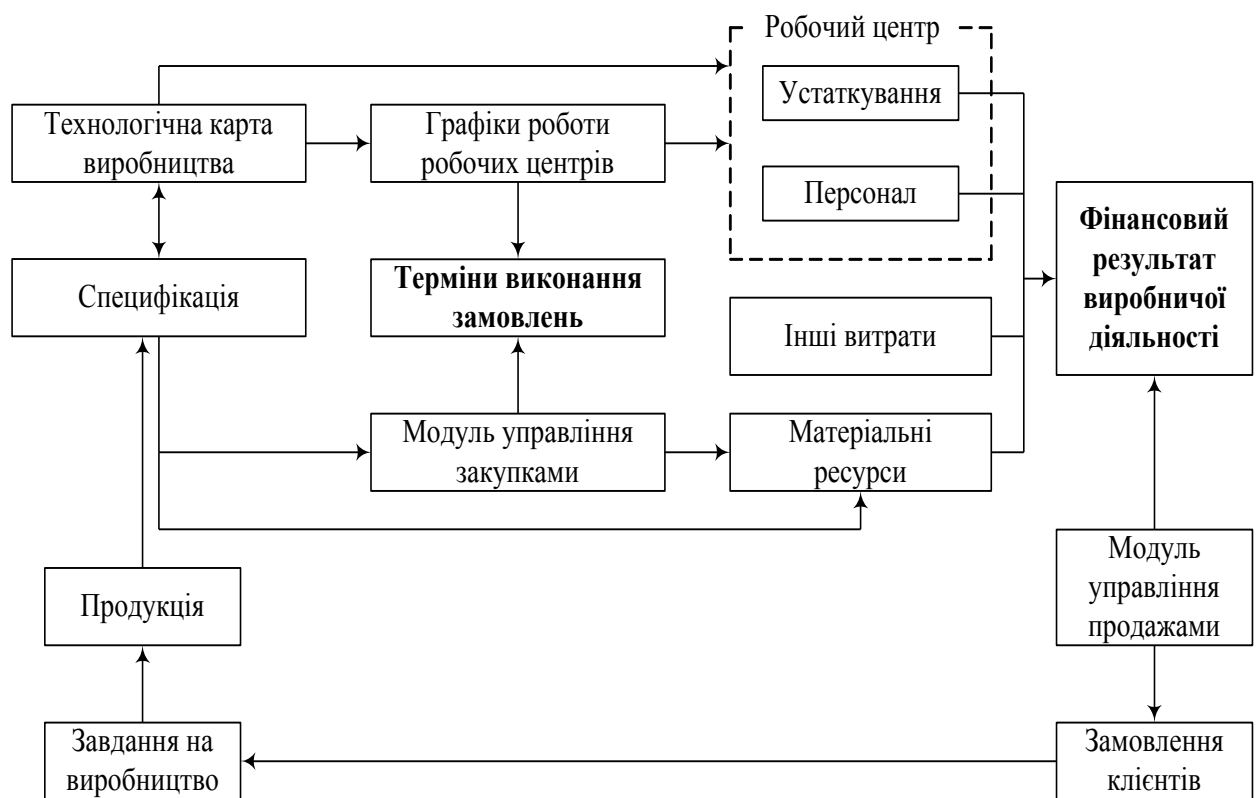 Робочий центр
Устаткування
Технологічна карта
виробництва
Графіки роботи
робочих центрів
Персонал
Фінансовий
результат
виробничої
діяльності
Специфікація
Терміни виконання
замовлень
Інші витрати
Модуль управління
закупками
Матеріальні
ресурси
Модуль
управління
продажами
Продукція
Завдання на
виробництво
Замовлення
клієнтів